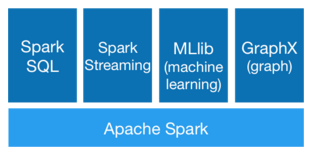 Spark
SQL
Spark
Streaming
MLlib
(machine
learning)
GraphX
(graph)
Apache Spark